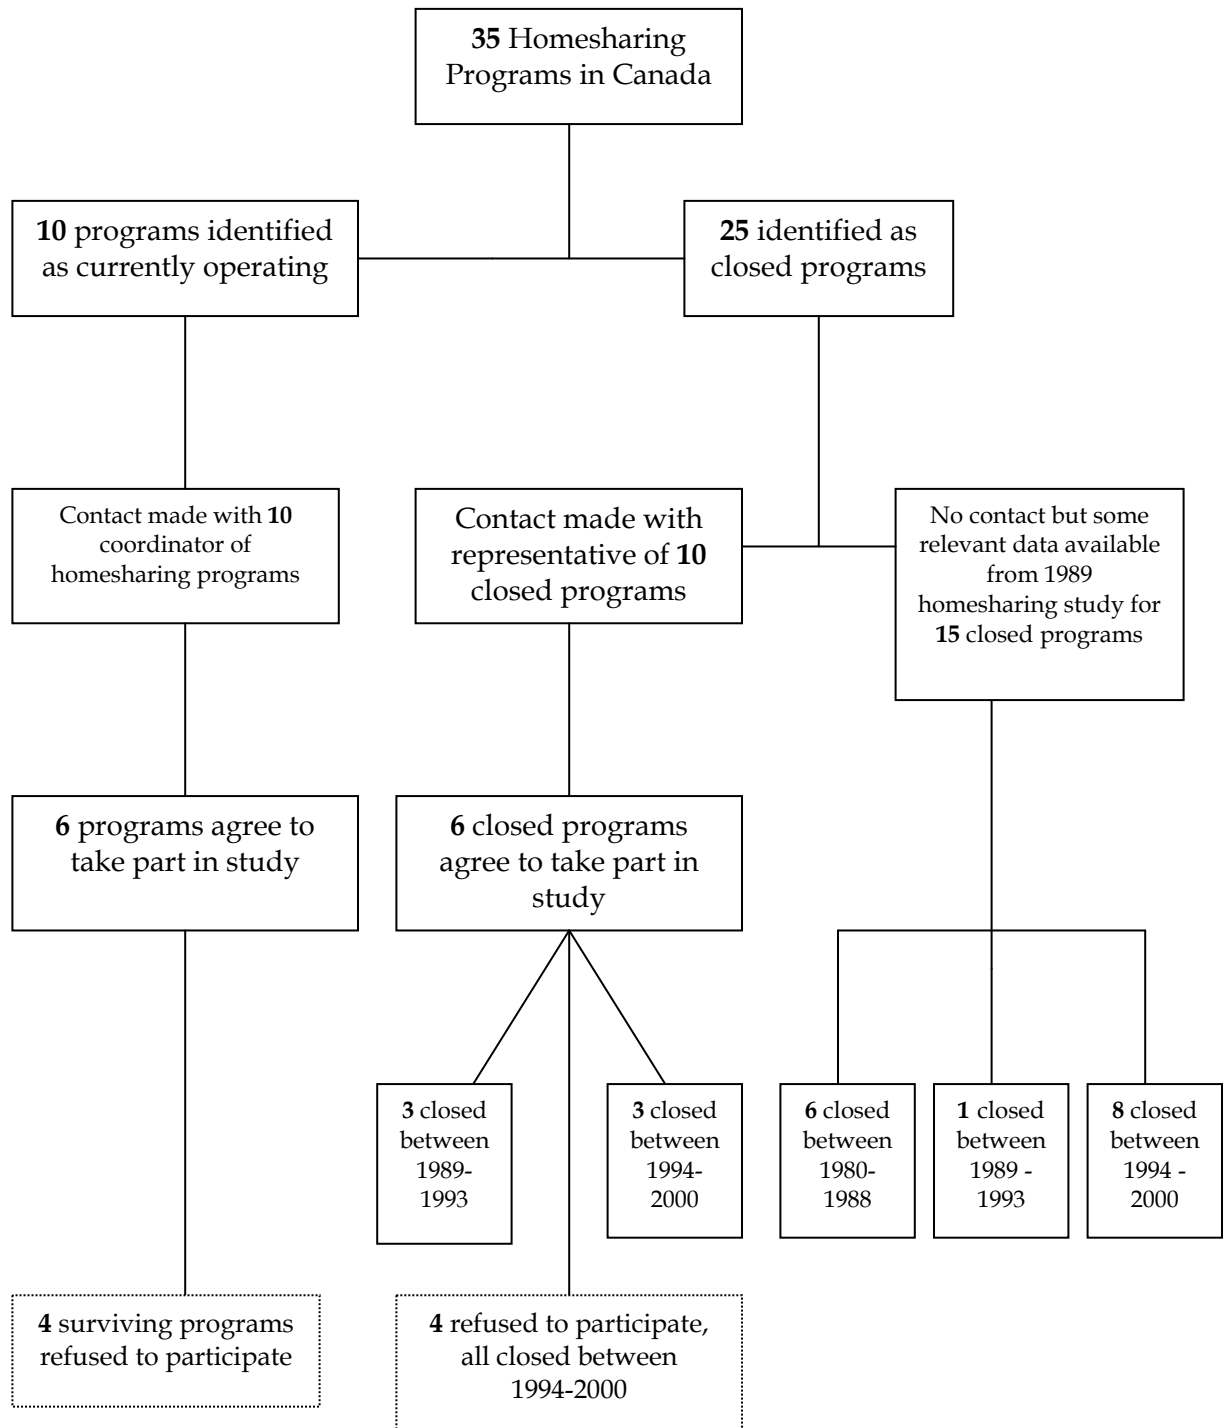 35 Homesharing
Programs in Canada
10 programs identified
as currently operating
25 identified as
closed programs
Contact made with 10
coordinator of
homesharing programs
Contact made with
representative of 10
closed programs
No contact but some
relevant data available
from 1989
homesharing study for
15 closed programs
6 programs agree to
take part in study
6 closed programs
agree to take part in
study
3 closed
between
1989-
1993
3 closed
between
1994-
2000
6 closed
between
1980-
1988
1 closed
between
1989 -
1993
8 closed
between
1994 -
2000
4 surviving programs
refused to participate
4 refused to participate,
all closed between
1994-2000